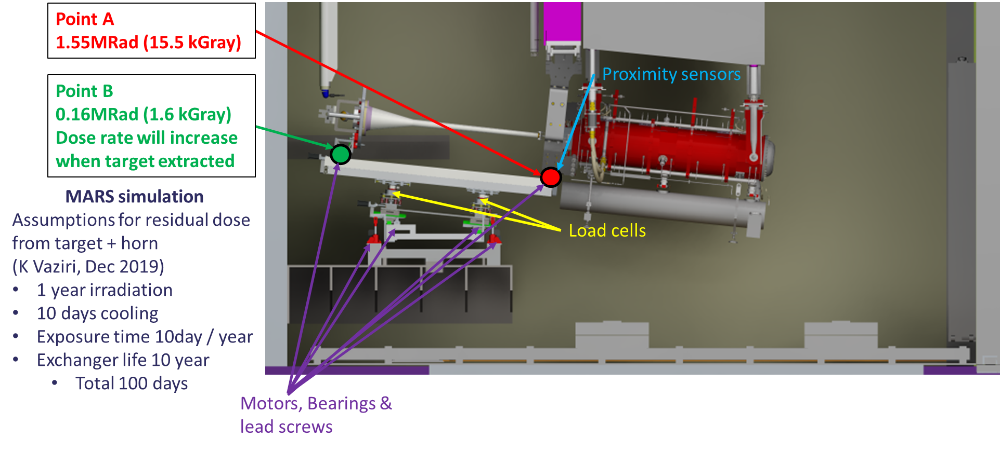 Point A
1.55MRad (15.5 kGray)
Point B
0.16MRad (1.6 kGray)
Dose rate will increase
when target extracted
MARS simulation
Assumptions for residual dose
from target + horn
(K Vaziri, Dec 2019)
• 1 year irradiation
• 10 days cooling
• Exposure time 10day / year
• Exchanger life 10 year
• Total 100 days
Proximity sensors
Load cells
Motors, Bearings &
lead screws